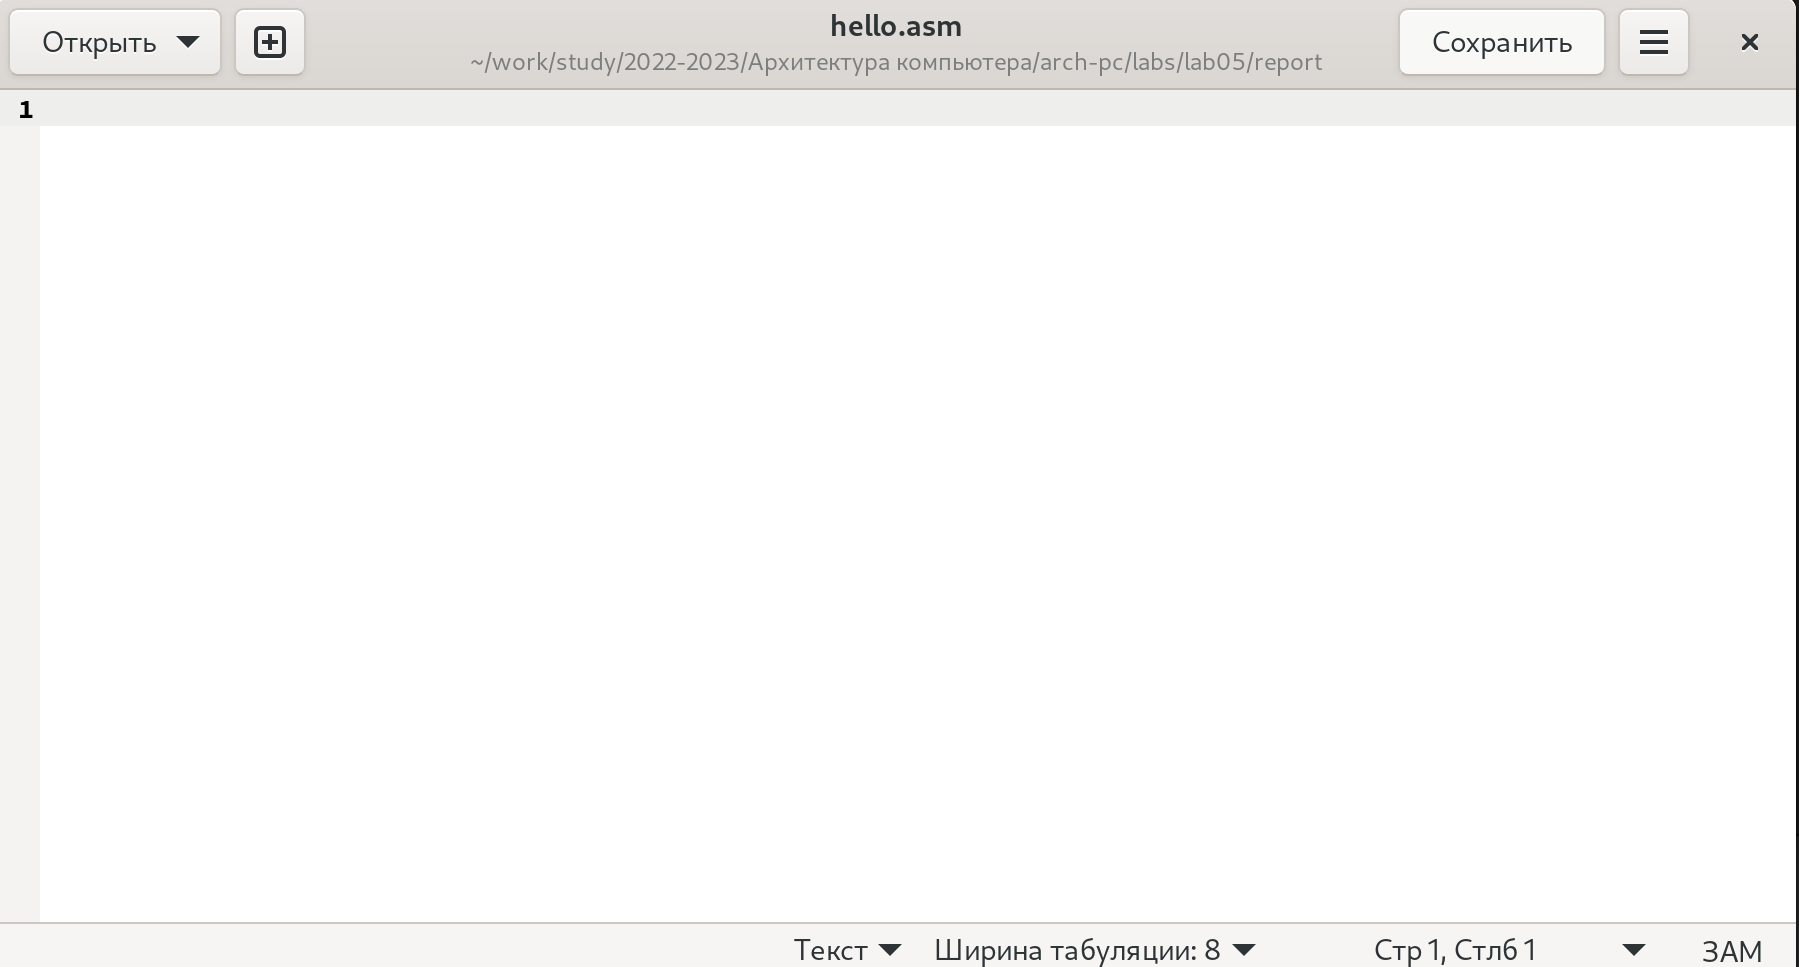 Открыть
hello.asm
~/work/study/2022-2023/Архитектура компьютера/arch-pc/labs/lab05/report
Сохранить
1
Текст
Ширина табуляции: 8
Стр 1, Стлб 1
ЗАМ